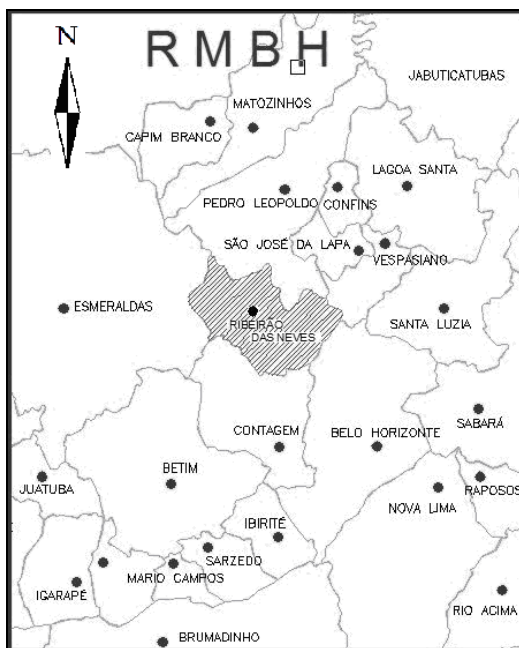 N
RMBH
JABUTICATUBAS
MATOZINHOS
CAPIM BRANCO
LAGOA SANTA
PEDRO LEOPOLDO
CONFINS
SÃO JOSÉ DA LAPA
VESPASIANO
ESMERALDAS
RIBEIRÃO
DAS NEVES
SANTA LUZIA
SABARÁ
CONTAGEM
BELO HORIZONTE
BETIM
JUATUBA
RAPOSOS
NOVA LIMA
IBIRITÉ
SARZEDO
MARIO CAMPOS
IGARAPÉ
RIO ACIMA
BRUMADINHO